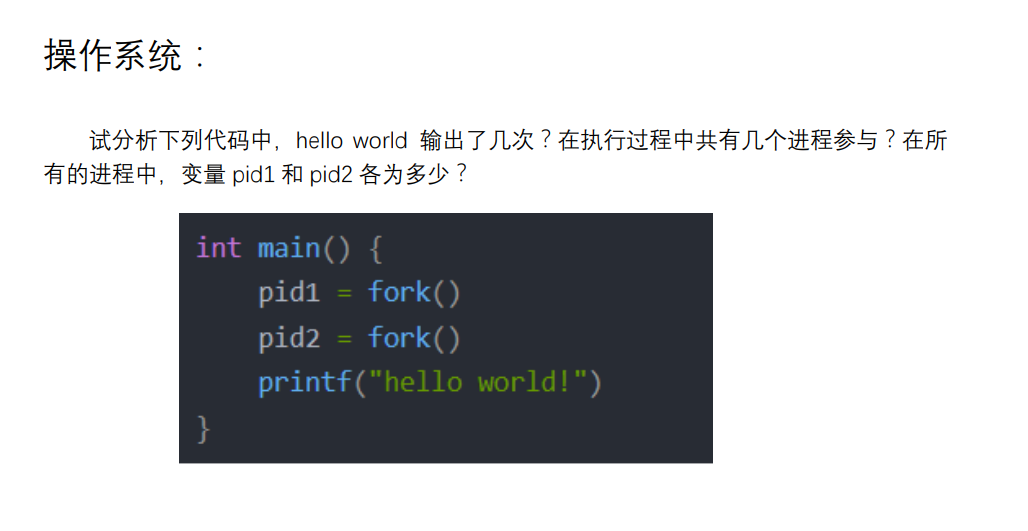 操作系统：
试分析下列代码中，hello world 输出了几次？在执行过程中共有几个进程参与？在所
有的进程中，变量 pid1 和 pid2 各为多少？
int main() {
    pid1 = fork()
    pid2 = fork()
    printf("hello world!")
}